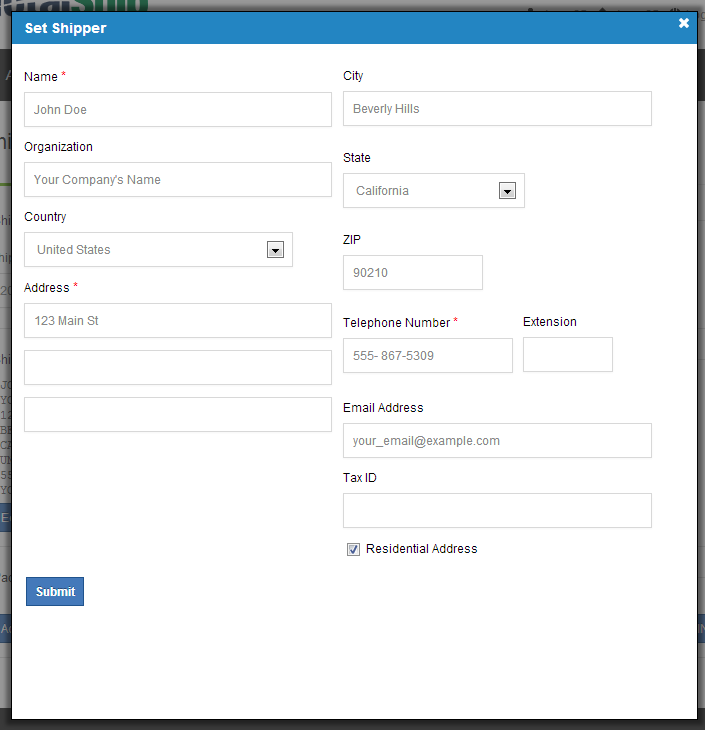 Set Shipper
Name *
John Doe
Organization
Your Company's Name
Country
United States
Address *
123 Main St
City
Beverly Hills
State
California
ZIP
90210
Telephone Number *
Extension
555- 867-5309
Email Address
your_email@example.com
Tax ID
Residential Address
Submit